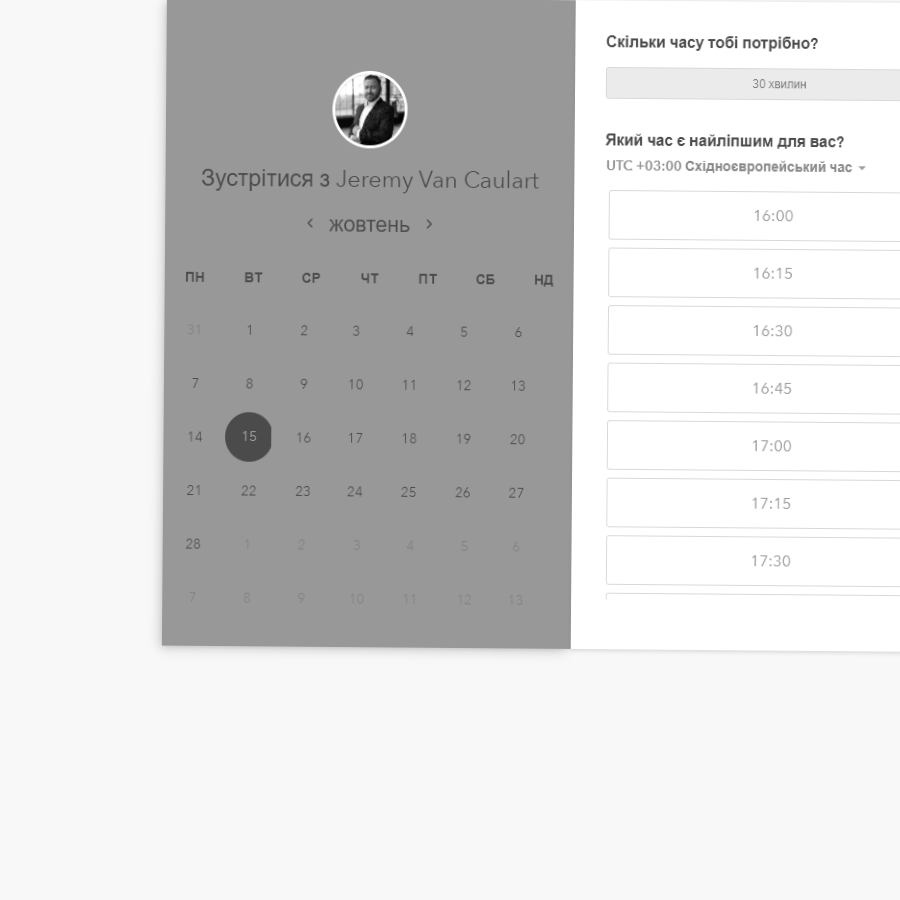 Зустрітися з Jeremy Van Caulart
жовтень
ПН ВТ СР ЧТ ПТ СБ НД
31 1 2 3 4 5 6
7 8 9 10 11 12 13
14 15 16 17 18 19 20
21 22 23 24 25 26 27
28 1 2 3 4 5 6
7 8 9 10 11 12 13
Скільки часу тобі потрібно?
30 хвилин
Який час є найліпшим для вас?
UTC +03:00 Східноєвропейський час
16:00
16:15
16:30
16:45
17:00
17:15
17:30